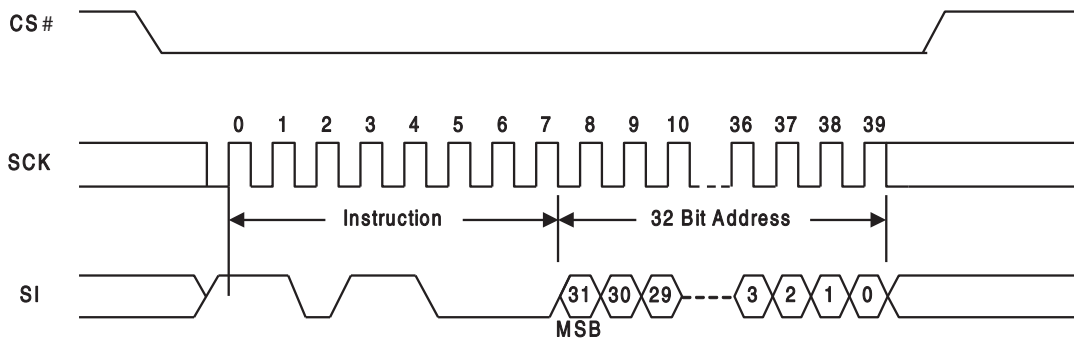 CS#
0 1 2 3 4 5 6 7 8 9 10 36 37 38 39
SCK
Instruction 32 Bit Address
SI 31 30 29 3 2 1 0
MSB